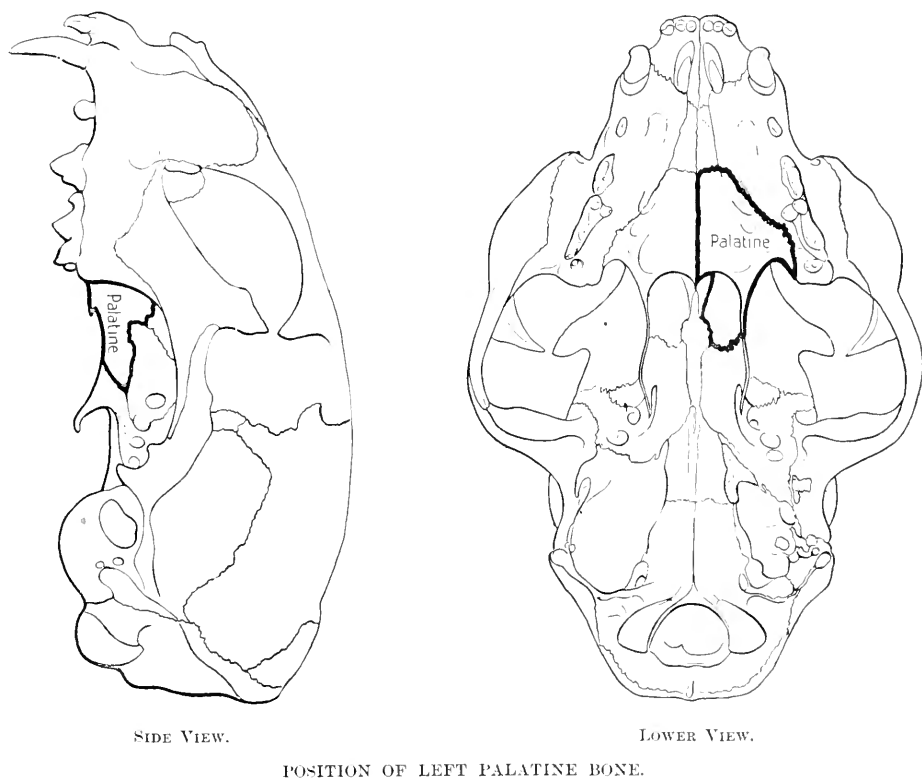 Palatine
Palatine
SIDE VIEW.
LOWER VIEW.
POSITION OF LEFT PALATINE BONE.